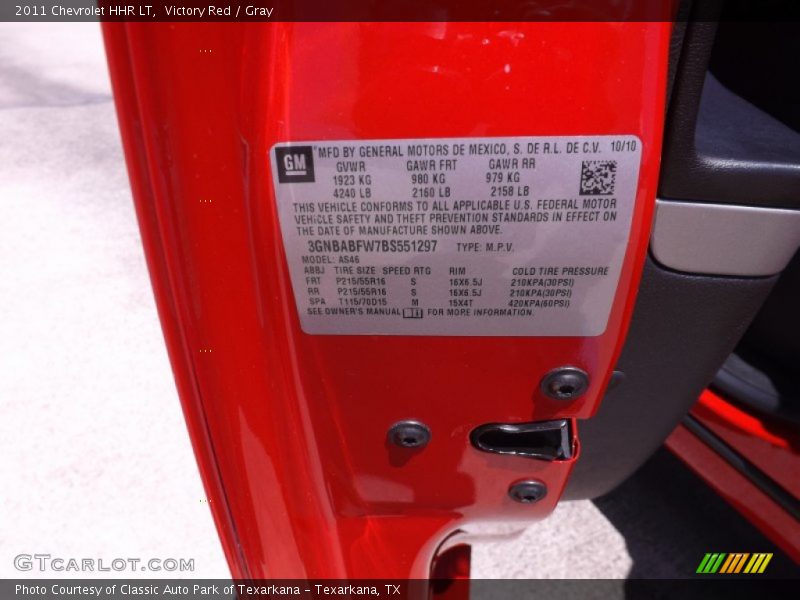 2011 Chevrolet HHR LT, Victory Red / Gray
GM
MFD BY GENERAL MOTORS DE MEXICO, S. DE R.L. DE C.V. 10/10
GVWR GAWR FRT GAWR RR
1923 KG 980 KG 979 KG
4240 LB 2160 LB 2158 LB
THIS VEHICLE CONFORMS TO ALL APPLICABLE U.S. FEDERAL MOTOR
VEHICLE SAFETY AND THEFT PREVENTION STANDARDS IN EFFECT ON
THE DATE OF MANUFACTURE SHOWN ABOVE.
3GNBABFW7BS551297 TYPE: M.P.V.
MODEL: AS46
ABBJ TIRE SIZE SPEED RTG RIM COLD TIRE PRESSURE
FRT P215/55R16 S 16X6.5J 210KPA(30PSI)
RR P215/55R16 S 16X6.5J 210KPA(30PSI)
SPA T115/70D15 M 15X4T 420KPA(60PSI)
SEE OWNER'S MANUAL FOR MORE INFORMATION.
GTCarLot.com
Photo Courtesy of Classic Auto Park of Texarkana - Texarkana, TX